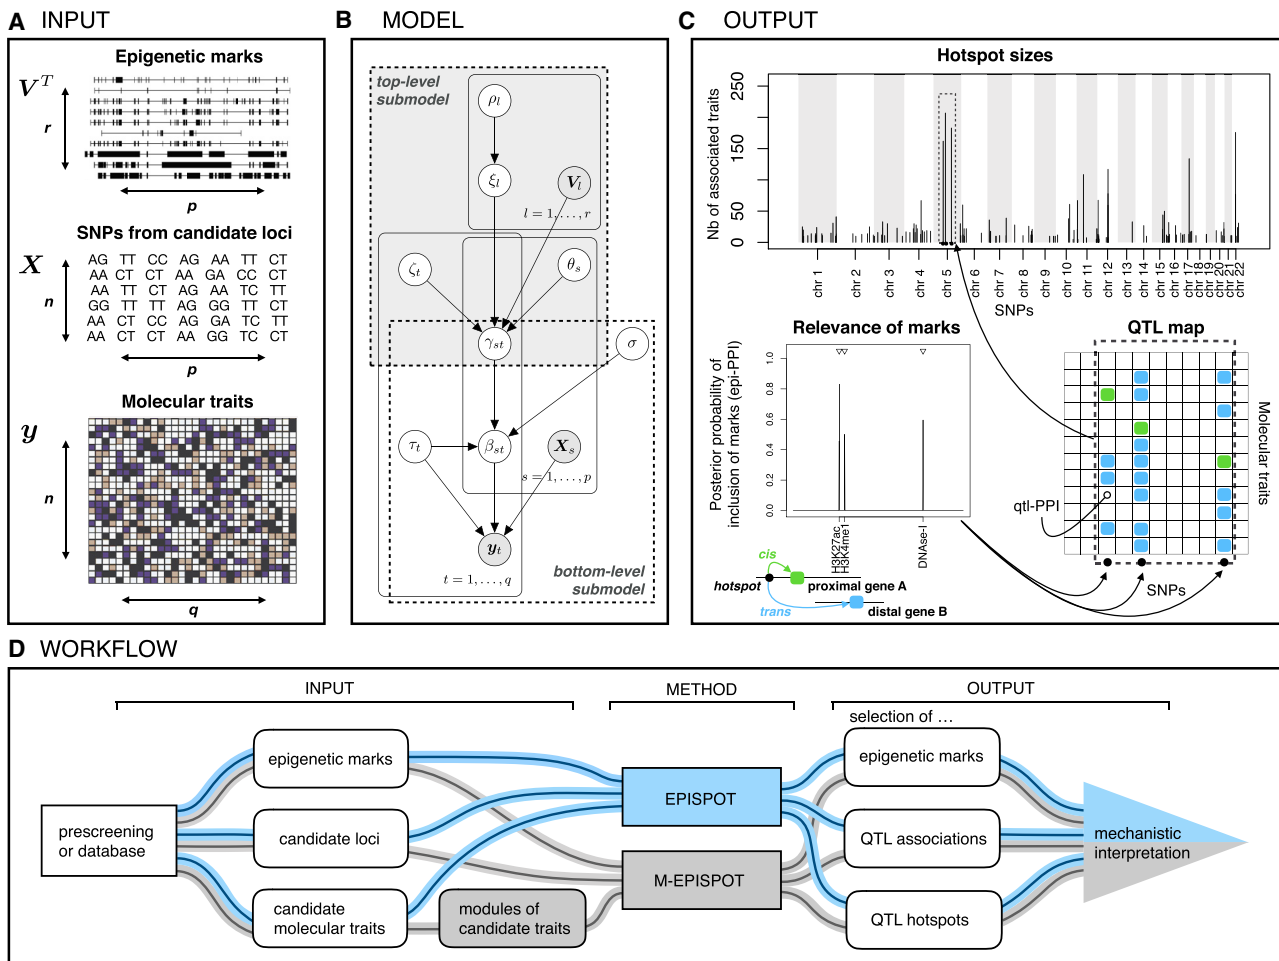 A INPUT
Epigenetic marks
V^T
r
p
SNPs from candidate loci
X
n
AG TT CC AG AA TT CT
AA CT CT AA GA CC CT
AA TT CT AG AA TC TT
GG TT TT AG GG TT CT
AA CT CC AG GA TC TT
AA CT CT AA GG TC CT
p
Molecular traits
y
n
q
B MODEL
top-level
submodel
ρ_l
ξ_l
V_l
l = 1, . . . , r
ζ_t
θ_s
γ_st
σ
τ_t
β_st
X_s
s = 1, . . . , p
y_t
t = 1, . . . , q
bottom-level
submodel
C OUTPUT
Hotspot sizes
Nb of associated traits
250
150
50
0
chr 1
chr 2
chr 3
chr 4
chr 5
chr 6
chr 7
chr 8
chr 9
chr 10
chr 11
chr 12
chr 13
chr 14
chr 15
chr 16
chr 17
chr 18
chr 19
chr 20
chr 21
chr 22
SNPs
Relevance of marks
Posterior probability of
inclusion of marks (epi-PPI)
1.0
0.8
0.6
0.4
0.2
0.0
H3K27ac
H3K4me1
DNAse-I
cis
hotspot
proximal gene A
trans
distal gene B
QTL map
Molecular traits
qtl-PPI
SNPs
D WORKFLOW
INPUT
METHOD
OUTPUT
selection of ...
prescreening
or database
epigenetic marks
candidate loci
candidate
molecular traits
modules of
candidate traits
EPISPOT
M-EPISPOT
epigenetic marks
QTL associations
QTL hotspots
mechanistic
interpretation